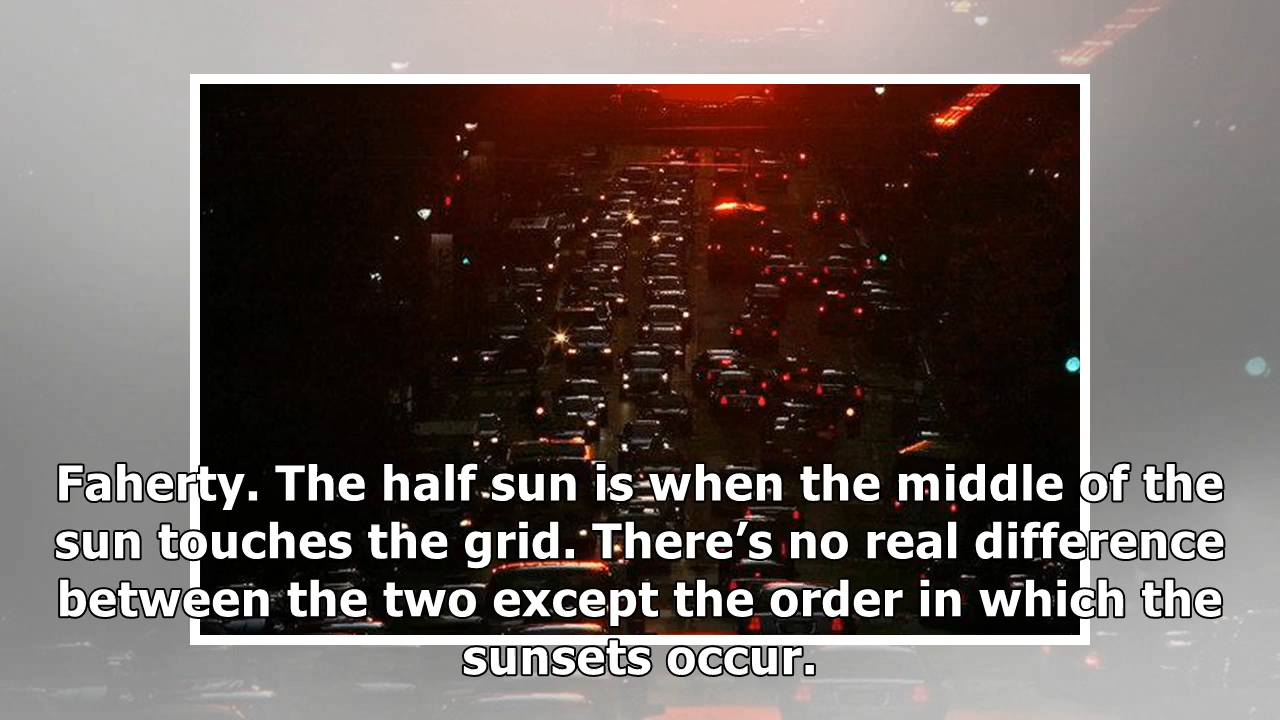 Faherty. The half sun is when the middle of the
sun touches the grid. There’s no real difference
between the two except the order in which the
sunsets occur.